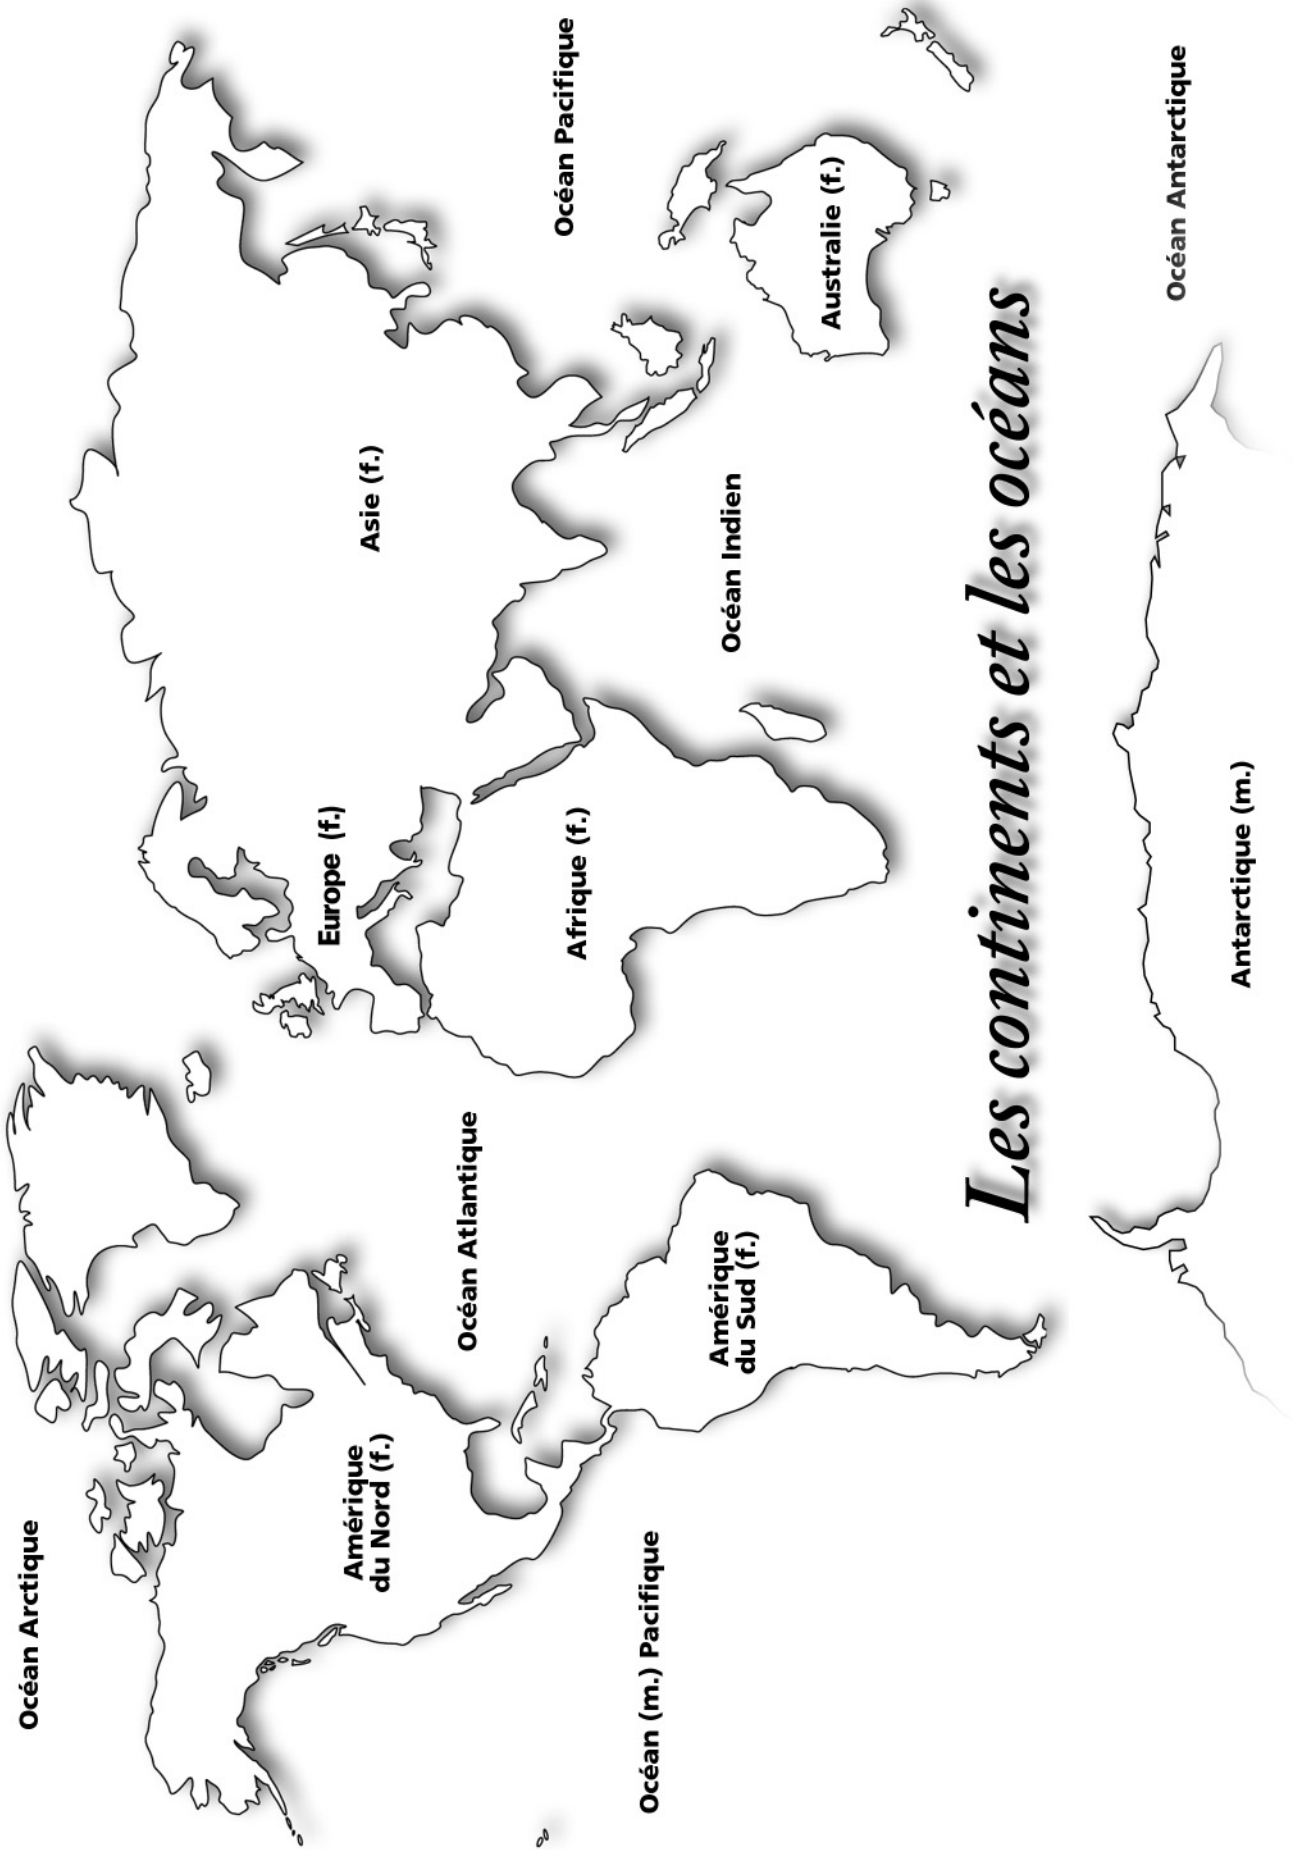 Océan Arctique
Océan Pacifique
Asie (f.)
Europe (f.)
Amérique
du Nord (f.)
Océan Atlantique
Afrique (f.)
Océan (m.) Pacifique
Amérique
du Sud (f.)
Océan Indien
Australie (f.)
Les continents et les océans
Océan Antarctique
Antarctique (m.)